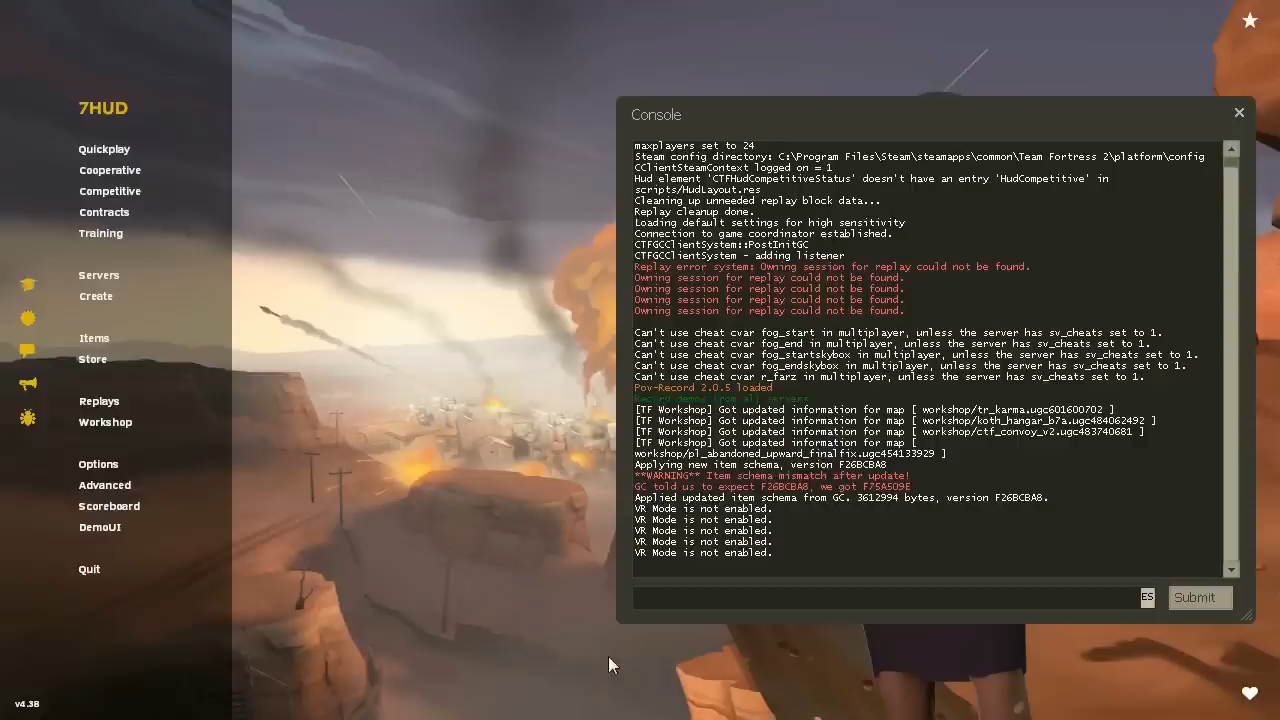 7HUD
Quickplay
Cooperative
Competitive
Contracts
Training
Servers
Create
Items
Store
Replays
Workshop
Options
Advanced
Scoreboard
DemoUI
Quit
v4.38
Console
maxplayers set to 24
Steam config directory: C:\Program Files\Steam\steamapps\common\Team Fortress 2\platform\config
CClientSteamContext logged on = 1
Hud element 'CTFHudCompetitiveStatus' doesn't have an entry 'HudCompetitive' in
scripts/HudLayout.res
Cleaning up unneeded replay block data...
Replay cleanup done.
Loading default settings for high sensitivity
Connection to game coordinator established.
CTFGCClientSystem::PostInitGC
CTFGCClientSystem - adding listener
Replay error system: Owning session for replay could not be found.
Owning session for replay could not be found.
Owning session for replay could not be found.
Owning session for replay could not be found.
Owning session for replay could not be found.
Can't use cheat cvar fog_start in multiplayer, unless the server has sv_cheats set to 1.
Can't use cheat cvar fog_end in multiplayer, unless the server has sv_cheats set to 1.
Can't use cheat cvar fog_startskybox in multiplayer, unless the server has sv_cheats set to 1.
Can't use cheat cvar fog_endskybox in multiplayer, unless the server has sv_cheats set to 1.
Can't use cheat cvar r_farz in multiplayer, unless the server has sv_cheats set to 1.
Pov-Record 2.0.5 loaded
Record demos from all servers
[TF Workshop] Got updated information for map [ workshop/tr_karma.ugc601600702 ]
[TF Workshop] Got updated information for map [ workshop/koth_hangar_b7a.ugc484062492 ]
[TF Workshop] Got updated information for map [ workshop/ctf_convoy_v2.ugc483740681 ]
[TF Workshop] Got updated information for map [
workshop/pl_abandoned_upward_finalfix.ugc454133929 ]
Applying new item schema, version F26BCBA8
**WARNING** Item schema mismatch after update!
GC told us to expect F26BCBA8, we got F75A509E
Applied updated item schema from GC. 3612994 bytes, version F26BCBA8.
VR Mode is not enabled.
VR Mode is not enabled.
VR Mode is not enabled.
VR Mode is not enabled.
VR Mode is not enabled.
ES
Submit